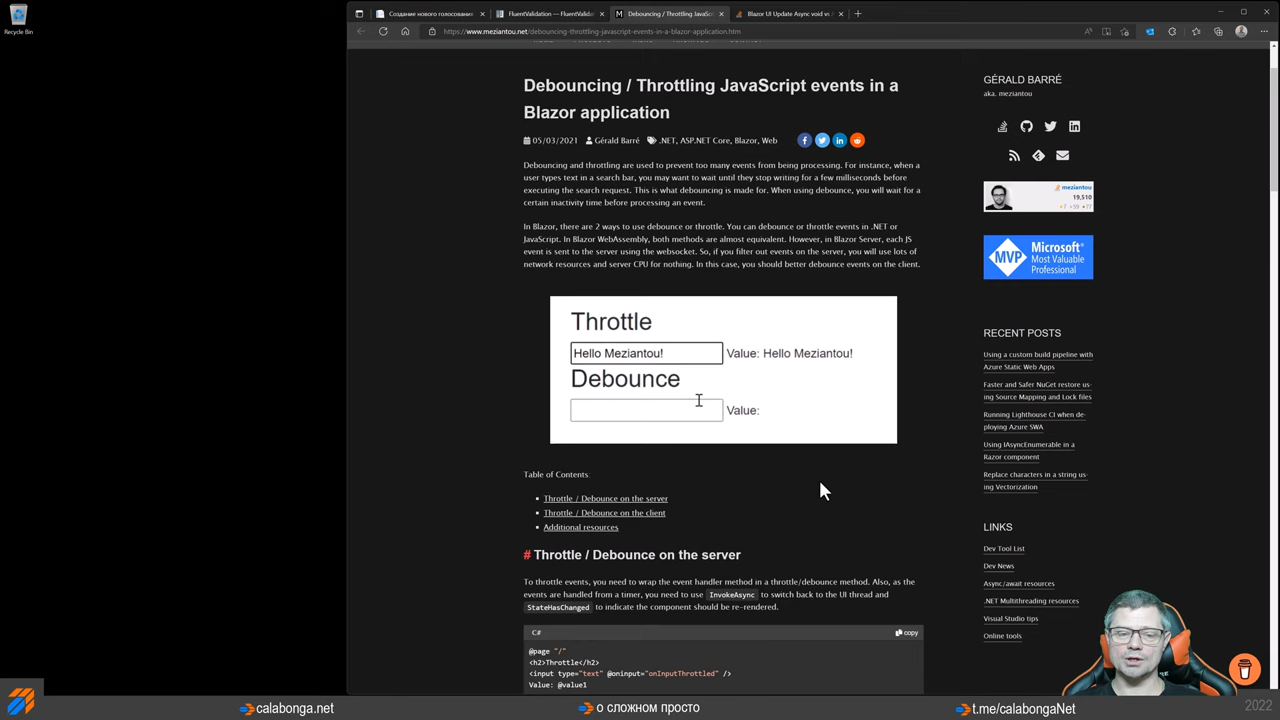 Создание нового голосования
FluentValidation — FluentValid
Debouncing / Throttling JavaSc
Blazor UI Update Async void vs
https://www.meziantou.net/debouncing-throttling-javascript-events-in-a-blazor-application.htm
Recycle Bin
Debouncing / Throttling JavaScript events in a
Blazor application
05/03/2021 Gérald Barré .NET, ASP.NET Core, Blazor, Web
Debouncing and throttling are used to prevent too many events from being processing. For instance, when a
user types text in a search bar, you may want to wait until they stop writing for a few milliseconds before
executing the search request. This is what debouncing is made for. When using debounce, you will wait for a
certain inactivity time before processing an event.
In Blazor, there are 2 ways to use debounce or throttle. You can debounce or throttle events in .NET or
JavaScript. In Blazor WebAssembly, both methods are almost equivalent. However, in Blazor Server, each JS
event is sent to the server using the websocket. So, if you filter out events on the server, you will use lots of
network resources and server CPU for nothing. In this case, you should better debounce events on the client.
Throttle
Hello Meziantou! Value: Hello Meziantou!
Debounce
Value:
Table of Contents:
Throttle / Debounce on the server
Throttle / Debounce on the client
Additional resources
# Throttle / Debounce on the server
To throttle events, you need to wrap the event handler method in a throttle/debounce method. Also, as the
events are handled from a timer, you need to use InvokeAsync to switch back to the UI thread and
StateHasChanged to indicate the component should be re-rendered.
C# copy
@page "/"
<h2>Throttle</h2>
<input type="text" @oninput="onInputThrottled" />
Value: @value1
GÉRALD BARRÉ
aka. meziantou
meziantou
19,510
Microsoft®
Most Valuable
Professional
MVP
RECENT POSTS
Using a custom build pipeline with
Azure Static Web Apps
Faster and Safer NuGet restore us-
ing Source Mapping and Lock files
Running Lighthouse CI when de-
ploying Azure SWA
Using IAsyncEnumerable in a
Razor component
Replace characters in a string us-
ing Vectorization
LINKS
Dev Tool List
Dev News
Async/await resources
.NET Multithreading resources
Visual Studio tips
Online tools
calabonga.net
о сложном просто
t.me/calabongaNet
2022